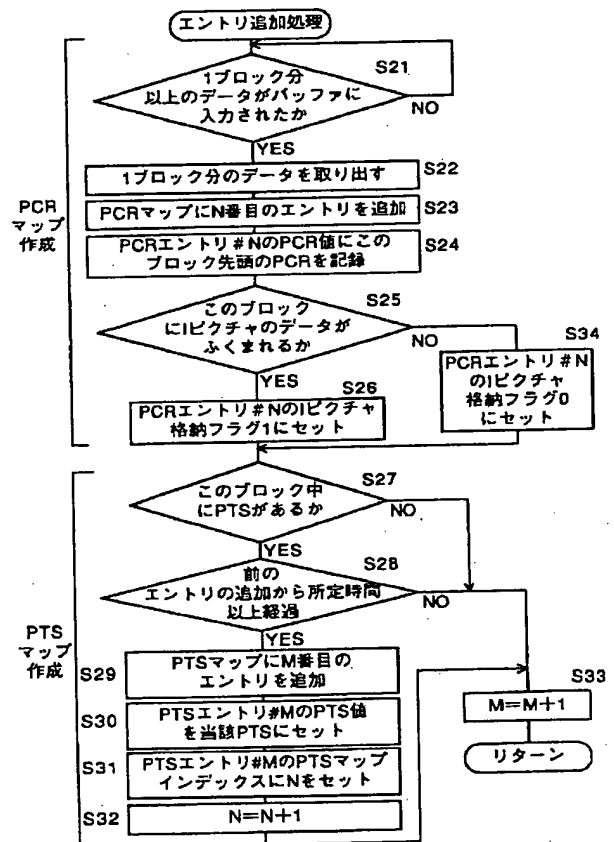 エントリ追加処理
S21
1ブロック分
以上のデータがバッファに
入力されたか
NO
YES
1ブロック分のデータを取り出す
S22
PCRマップにN番目のエントリを追加
S23
PCRエントリ#NのPCR値にこの
ブロック先頭のPCRを記録
S24
PCR
マップ
作成
S25
このブロック
にIピクチャのデータが
ふくまれるか
NO
YES
S34
PCRエントリ#N
のIピクチャ
格納フラグ0
にセット
S26
PCRエントリ#NのIピクチャ
格納フラグ1にセット
S27
このブロック中
にPTSがあるか
NO
YES
S28
前の
エントリの追加から所定時間
以上経過
NO
YES
PTS
マップ
作成
S29
PTSマップにM番目の
エントリを追加
S30
PTSエントリ#MのPTS値
を当該PTSにセット
S31
PTSエントリ#MのPTSマップ
インデックスにNをセット
S32
N=N+1
S33
M=M+1
リターン